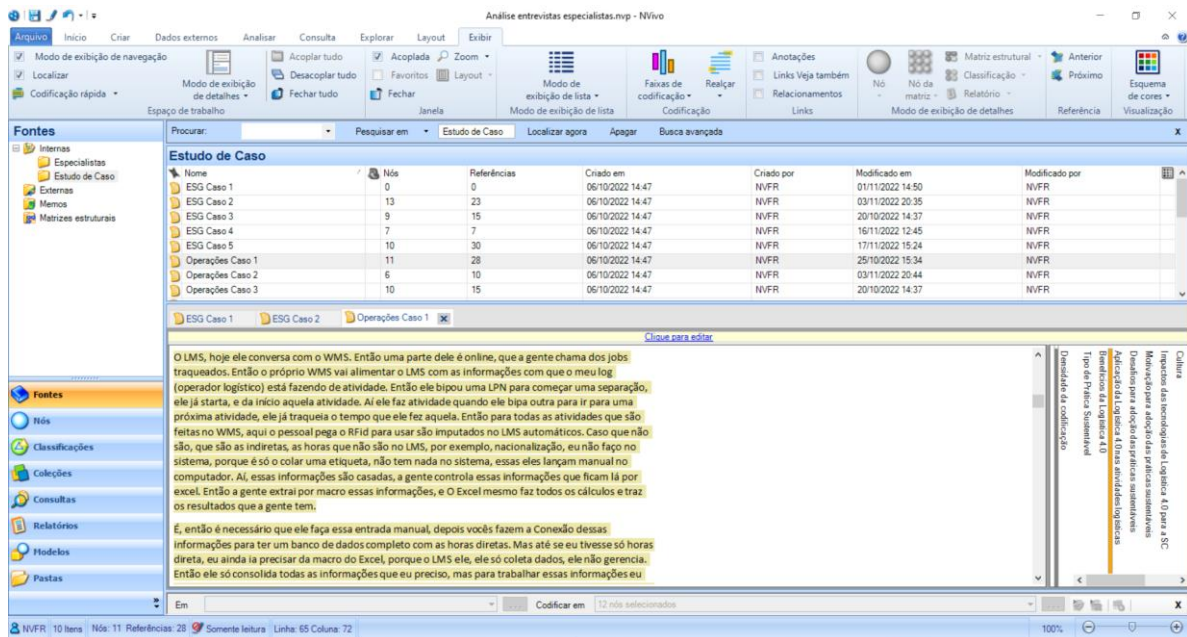 Análise entrevistas especialistas.nvp - NVivo
Arquivo Início Criar Dados externos Analisar Consulta Explorar Layout Exibir
Modo de exibição de navegação
Localizar
Codificação rápida
Modo de exibição de detalhes
Acoplar tudo
Desacoplar tudo
Fechar tudo
Espaço de trabalho
Acoplada Zoom
Favoritos Layout
Fechar
Janela
Modo de exibição de lista
Modo de exibição de lista
Faixas de codificação
Realçar
Codificação
Anotações
Links Veja também
Relacionamentos
Links
Nó
Nó da matriz
Matriz estrutural
Classificação
Relatório
Modo de exibição de detalhes
Anterior
Próximo
Referência
Esquema de cores
Visualização
Fontes
Internas
Especialistas
Estudo de Caso
Externas
Memos
Matrizes estruturais
Procurar: Pesquisar em Estudo de Caso Localizar agora Apagar Busca avançada X
Estudo de Caso
Nome Nós Referências Criado em Criado por Modificado em Modificado por
ESG Caso 1 0 0 06/10/2022 14:47 NVFR 01/11/2022 14:50 NVFR
ESG Caso 2 13 23 06/10/2022 14:47 NVFR 03/11/2022 20:35 NVFR
ESG Caso 3 9 15 06/10/2022 14:47 NVFR 20/10/2022 14:37 NVFR
ESG Caso 4 7 7 06/10/2022 14:47 NVFR 16/11/2022 12:45 NVFR
ESG Caso 5 10 30 06/10/2022 14:47 NVFR 17/11/2022 15:24 NVFR
Operações Caso 1 11 28 06/10/2022 14:47 NVFR 25/10/2022 15:34 NVFR
Operações Caso 2 6 10 06/10/2022 14:47 NVFR 03/11/2022 20:44 NVFR
Operações Caso 3 10 15 06/10/2022 14:47 NVFR 20/10/2022 14:37 NVFR
ESG Caso 1 ESG Caso 2 Operações Caso 1
Clique para editar
O LMS, hoje ele conversa com o WMS. Então uma parte dele é online, que a gente chama dos jobs
traqueados. Então o próprio WMS vai alimentar o LMS com as informações com que o meu log
(operador logístico) está fazendo de atividade. Então ele bipou uma LPN para começar uma separação,
ele já starta, e da início aquela atividade. Aí ele faz atividade quando ele bipa outra para ir para uma
próxima atividade, ele já traqueia o tempo que ele fez aquela. Então para todas as atividades que são
feitas no WMS, aqui o pessoal pega o RFid para usar são imputados no LMS automáticos. Caso que não
são, que são as indiretas, as horas que não são no LMS, por exemplo, nacionalização, eu não faço no
sistema, porque é só o colar uma etiqueta, não tem nada no sistema, essas eles lançam manual no
computador. Aí, essas informações são casadas, a gente controla essas informações que ficam lá por
excel. Então a gente extrai por macro essas informações, e O Excel mesmo faz todos os cálculos e traz
os resultados que a gente tem.
É, então é necessário que ele faça essa entrada manual, depois vocês fazem a Conexão dessas
informações para ter um banco de dados completo com as horas diretas. Mas até se eu tivesse só horas
direta, eu ainda ia precisar da macro do Excel, porque o LMS ele, ele só coleta dados, ele não gerencia.
Então ele só consolida todas as informações que eu preciso, mas para trabalhar essas informações eu
Densidade da codificação
Tipo de Prática Sustentável
Benefícios da Logística 4.0
Aplicação da Logística 4.0 nas atividades logísticas
Desafios para adoção das práticas sustentáveis
Motivação para adoção das práticas sustentáveis
Impactos das tecnologias de Logística 4.0 para a SC
Cultura
Fontes
Nós
Classificações
Coleções
Consultas
Relatórios
Modelos
Pastas
Em Codificar em 12 nós selecionados X
NVFR 10 Itens Nós: 11 Referências: 28 Somente leitura Linha: 65 Coluna: 72 100%